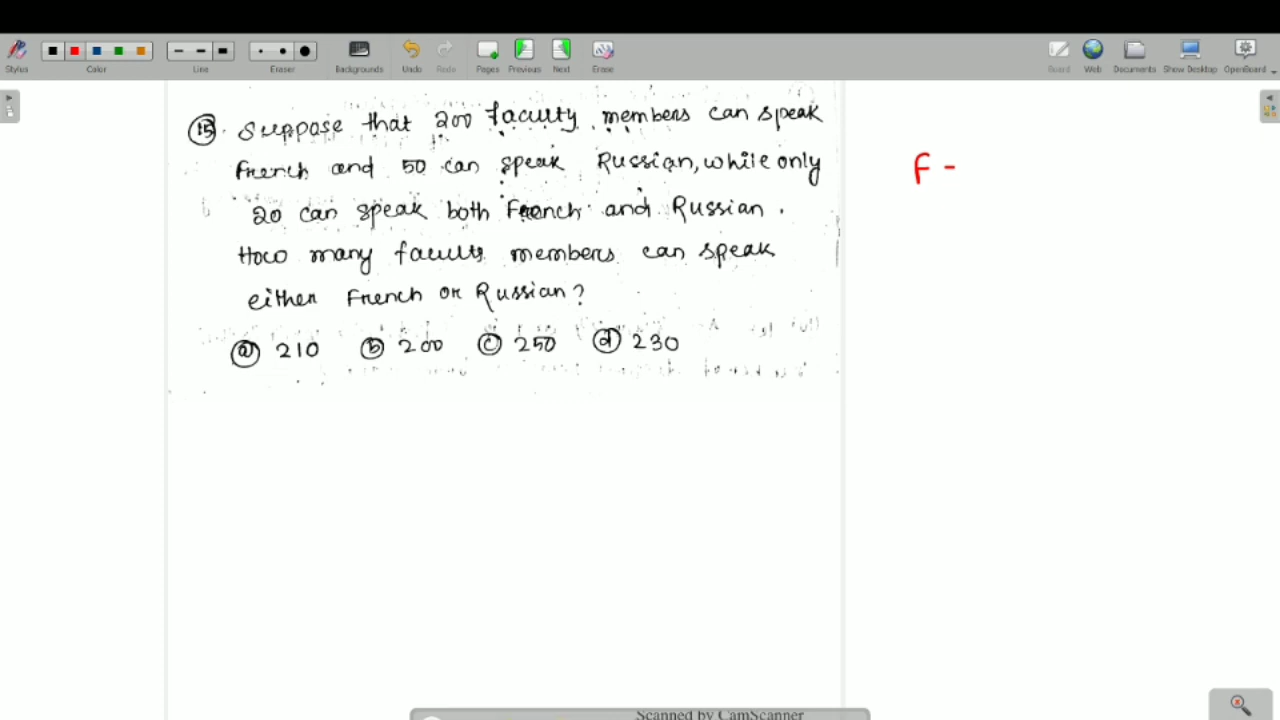 Stylus
Color
Line
Eraser
Backgrounds
Undo
Redo
Pages
Previous
Next
Erase
Board
Web
Documents
Show Desktop
OpenBoard
15. Suppose that 200 faculty members can speak
French and 50 can speak Russian, while only
20 can speak both French and Russian.
How many faculty members can speak
either French or Russian?
(a) 210 (b) 200 (c) 250 (d) 230
F -
Scanned by CamScanner